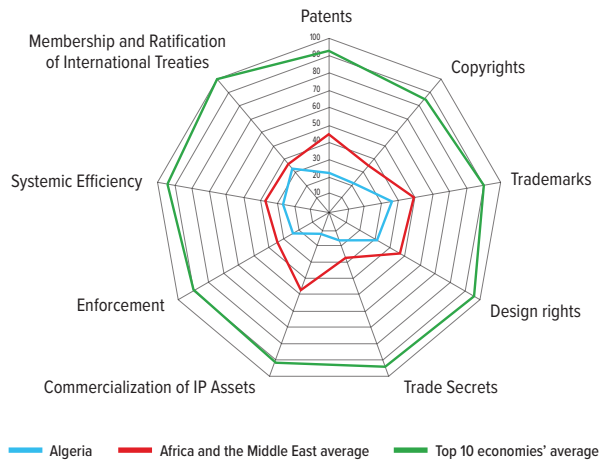 Patents
100
90
80
70
60
50
40
30
20
10
Membership and Ratification
of International Treaties
Copyrights
Systemic Efficiency
Trademarks
Enforcement
Design rights
Commercialization of IP Assets
Trade Secrets
Algeria
Africa and the Middle East average
Top 10 economies’ average